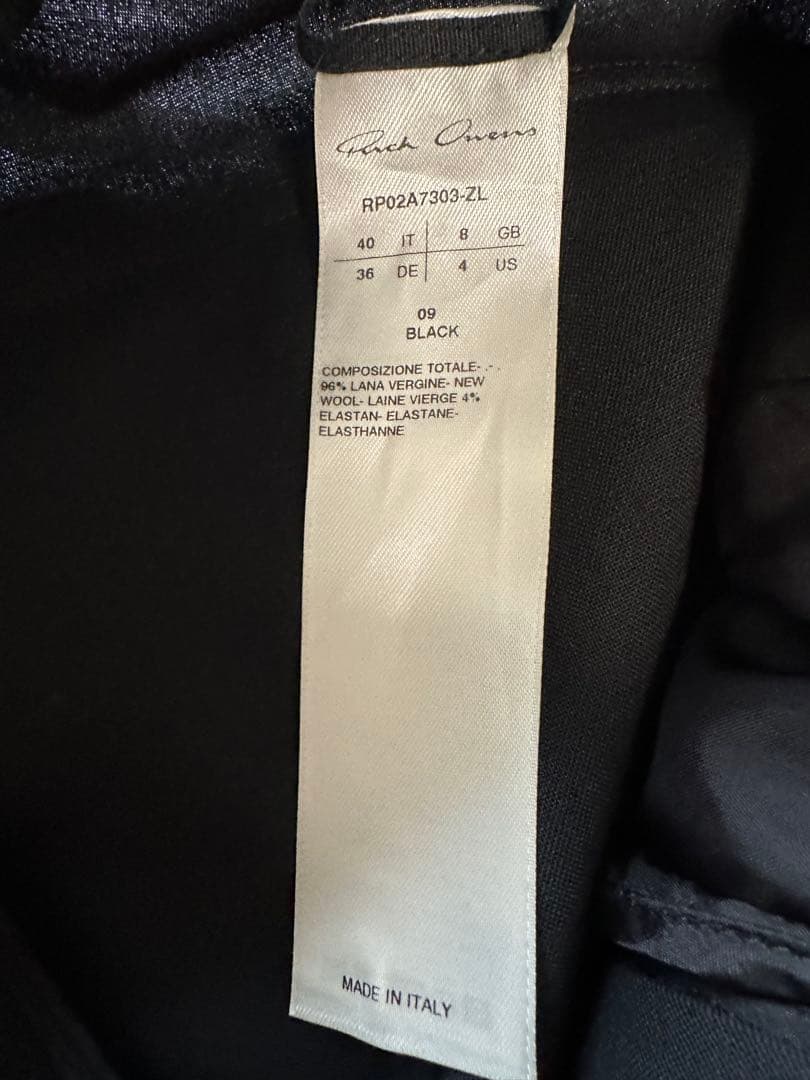 Rick Owens
RP02A7303-ZL
40 IT 8 GB
36 DE 4 US
09
BLACK
COMPOSIZIONE TOTALE- .- .
96% LANA VERGINE- NEW
WOOL- LAINE VIERGE 4%
ELASTAN- ELASTANE-
ELASTHANNE
MADE IN ITALY